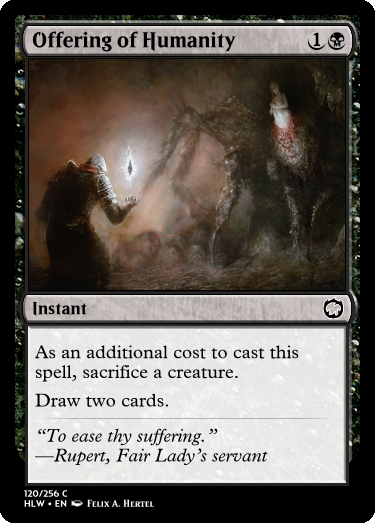 Offering of Humanity 1
Instant
As an additional cost to cast this
spell, sacrifice a creature.
Draw two cards.
“To ease thy suffering.”
—Rupert, Fair Lady’s servant
120/256 C
HLW • EN Felix A. Hertel